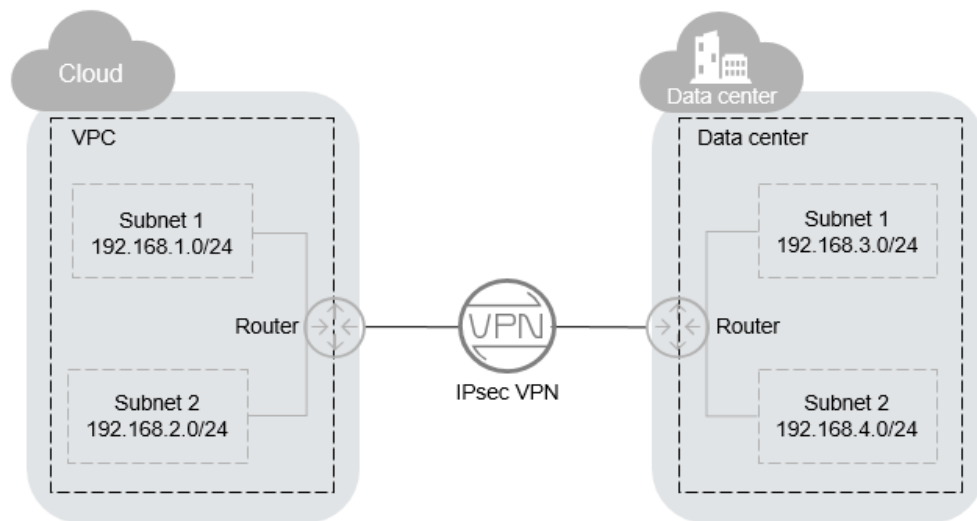 Cloud
VPC
Subnet 1
192.168.1.0/24
Router
Subnet 2
192.168.2.0/24
VPN
IPsec VPN
Data center
Data center
Subnet 1
192.168.3.0/24
Router
Subnet 2
192.168.4.0/24